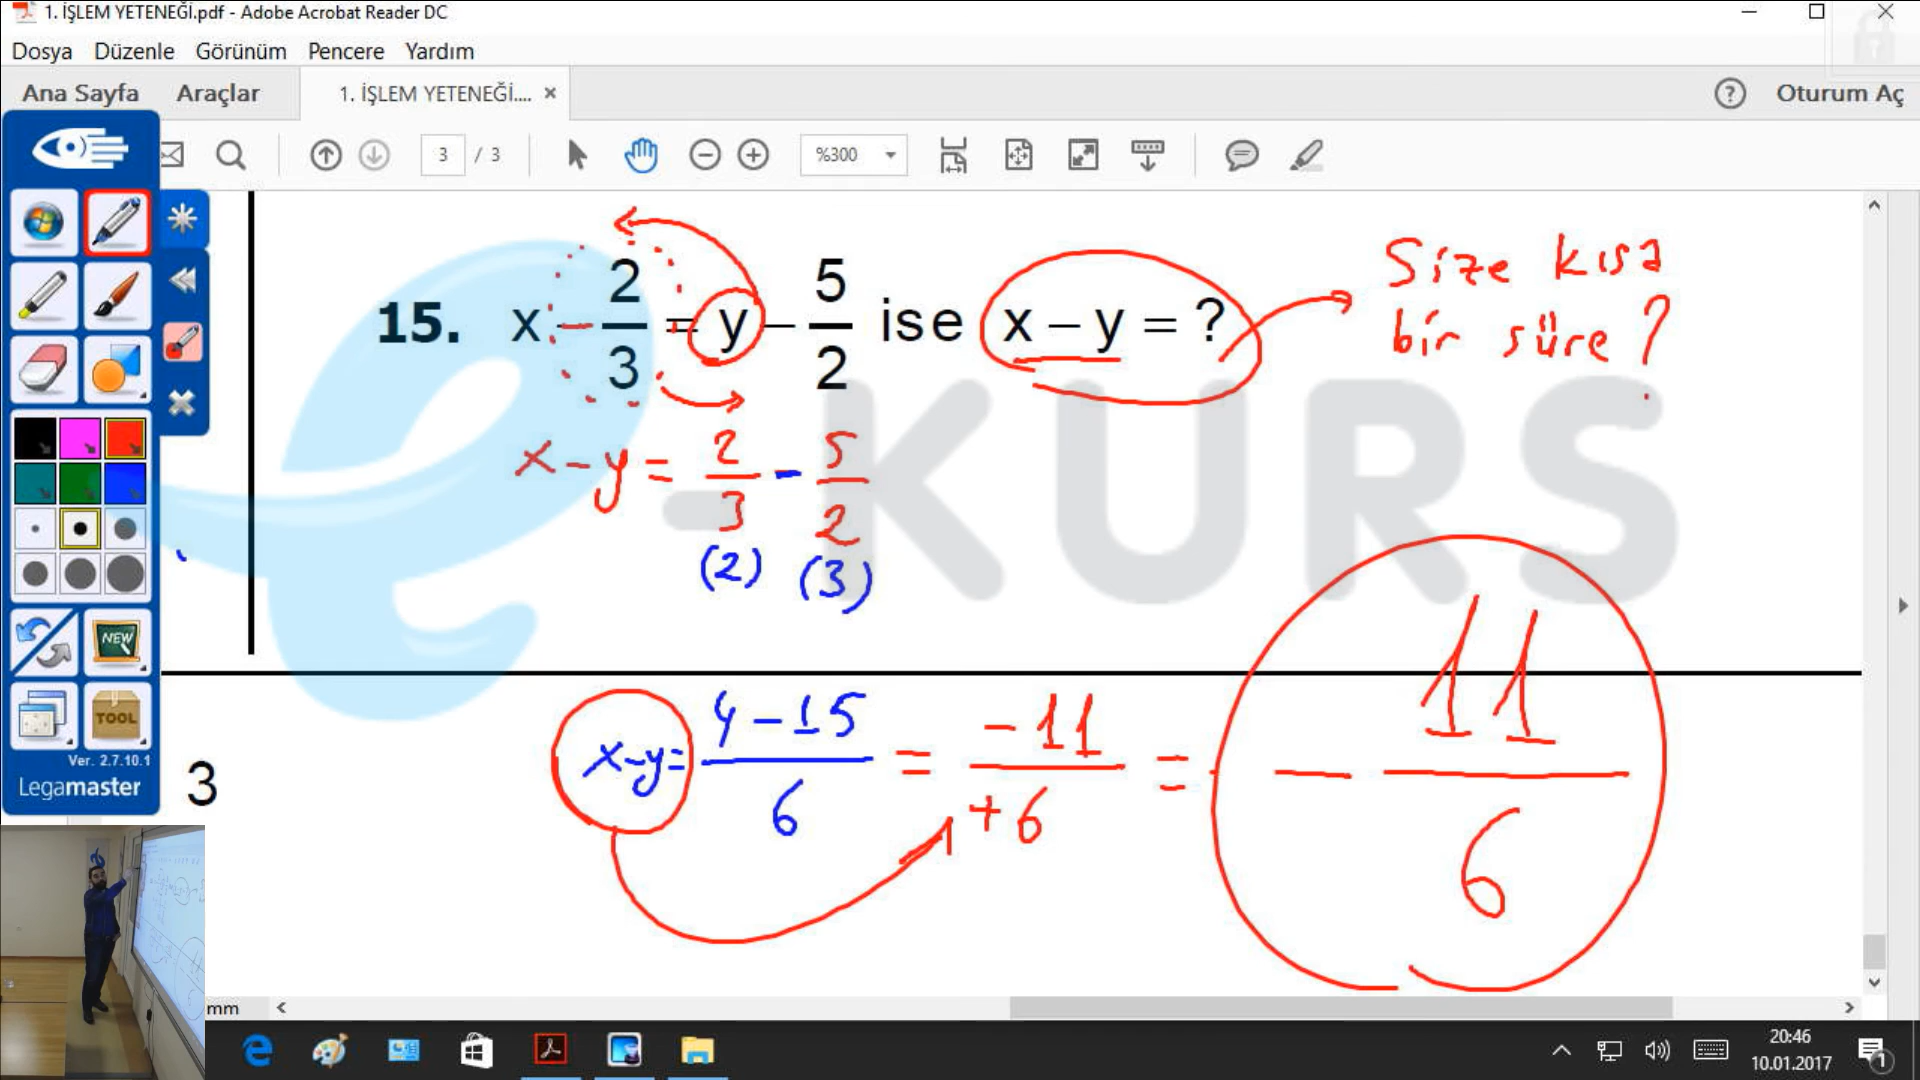 1. İŞLEM YETENEĞİ.pdf - Adobe Acrobat Reader DC
Dosya Düzenle Görünüm Pencere Yardım
Ana Sayfa Araçlar 1. İŞLEM YETENEĞİ.... × ? Oturum Aç
3 / 3 %300
15. x - 2/3 = y - 5/2 ise x - y = ?
Size kısa
bir süre ?
x - y = 2/3 - 5/2
(2) (3)
e-KURS
x-y = 4-15/6 = -11/+6 = - 11/6
NEW
TOOL
Ver. 2.7.10.1
Legamaster
3
mm
20:46
10.01.2017
1